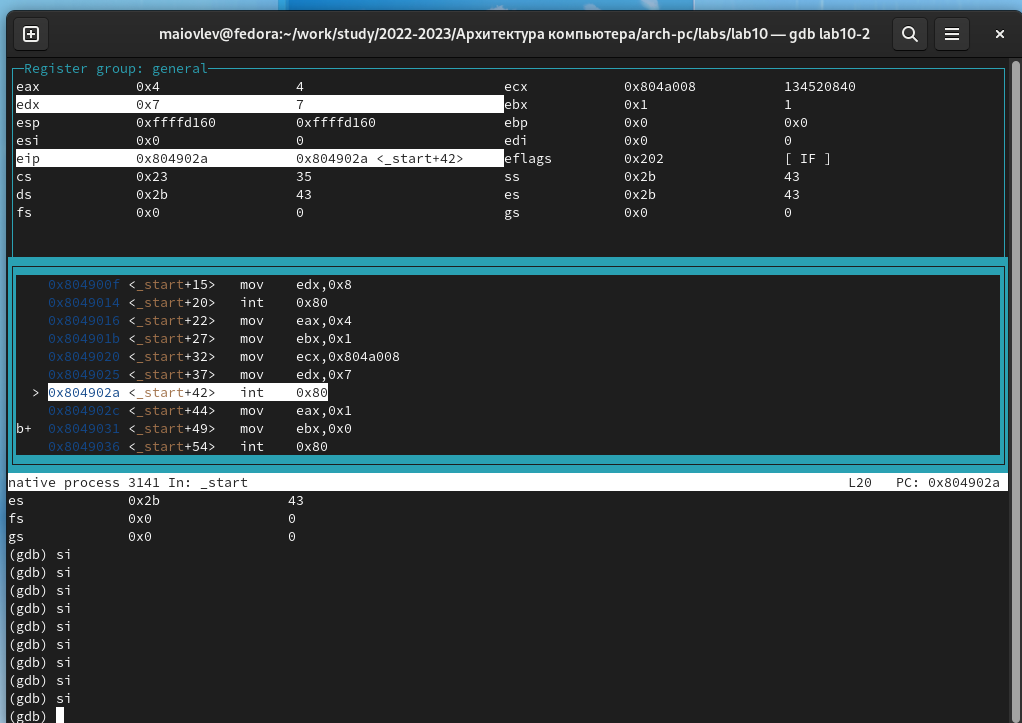 maiovlev@fedora:~/work/study/2022-2023/Архитектура компьютера/arch-pc/labs/lab10 — gdb lab10-2
Register group: general
eax 0x4 4 ecx 0x804a008 134520840
edx 0x7 7 ebx 0x1 1
esp 0xffffd160 0xffffd160 ebp 0x0 0x0
esi 0x0 0 edi 0x0 0
eip 0x804902a 0x804902a <_start+42> eflags 0x202 [ IF ]
cs 0x23 35 ss 0x2b 43
ds 0x2b 43 es 0x2b 43
fs 0x0 0 gs 0x0 0
0x804900f <_start+15> mov edx,0x8
0x8049014 <_start+20> int 0x80
0x8049016 <_start+22> mov eax,0x4
0x804901b <_start+27> mov ebx,0x1
0x8049020 <_start+32> mov ecx,0x804a008
0x8049025 <_start+37> mov edx,0x7
> 0x804902a <_start+42> int 0x80
0x804902c <_start+44> mov eax,0x1
b+ 0x8049031 <_start+49> mov ebx,0x0
0x8049036 <_start+54> int 0x80
native process 3141 In: _start L20 PC: 0x804902a
es 0x2b 43
fs 0x0 0
gs 0x0 0
(gdb) si
(gdb) si
(gdb) si
(gdb) si
(gdb) si
(gdb) si
(gdb) si
(gdb) si
(gdb) si
(gdb)